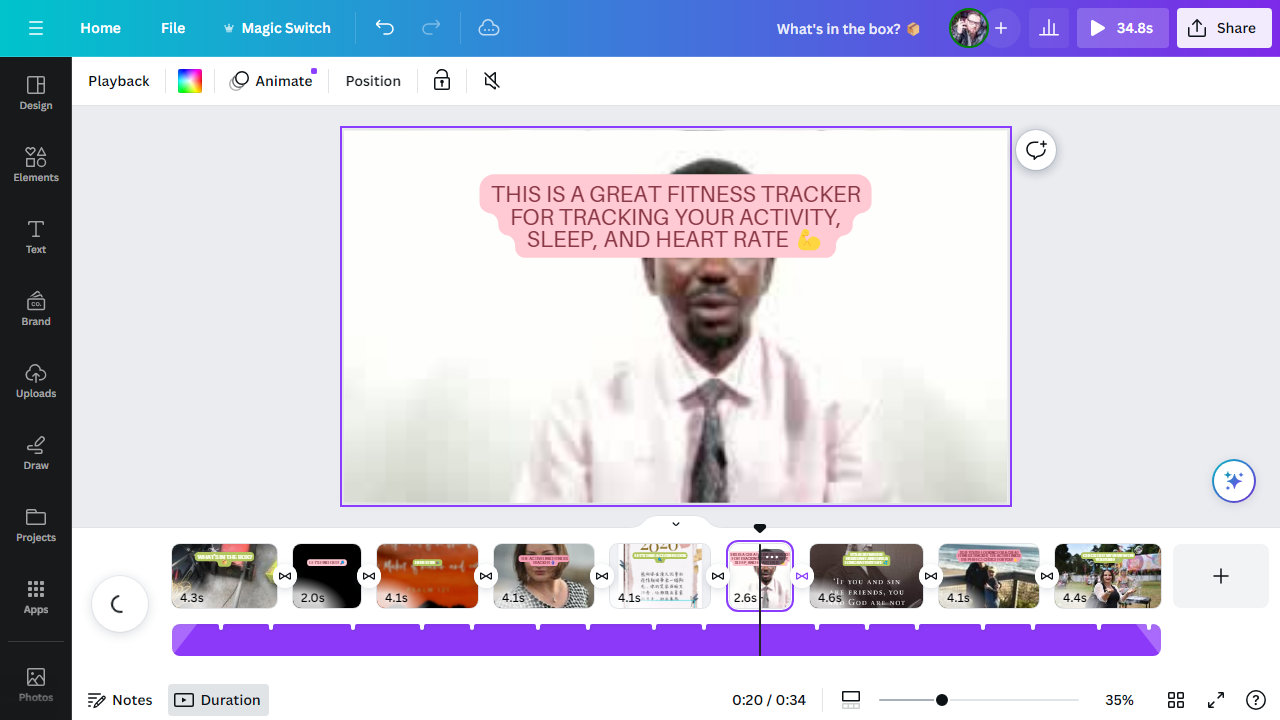 Home
File
Magic Switch
What's in the box? 📦
34.8s
Share
Playback
Animate
Position
Design
Elements
Text
Brand
CO.
Uploads
Draw
Projects
Apps
Photos
THIS IS A GREAT FITNESS TRACKER
FOR TRACKING YOUR ACTIVITY,
SLEEP, AND HEART RATE 💪
4.3s
2.0s
4.1s
4.1s
2020
4.1s
2.6s
"IF YOU AND SIN
RE FRIENDS, YOU
GOD ARE NOT
4.6s
4.1s
4.4s
Notes
Duration
0:20 / 0:34
35%